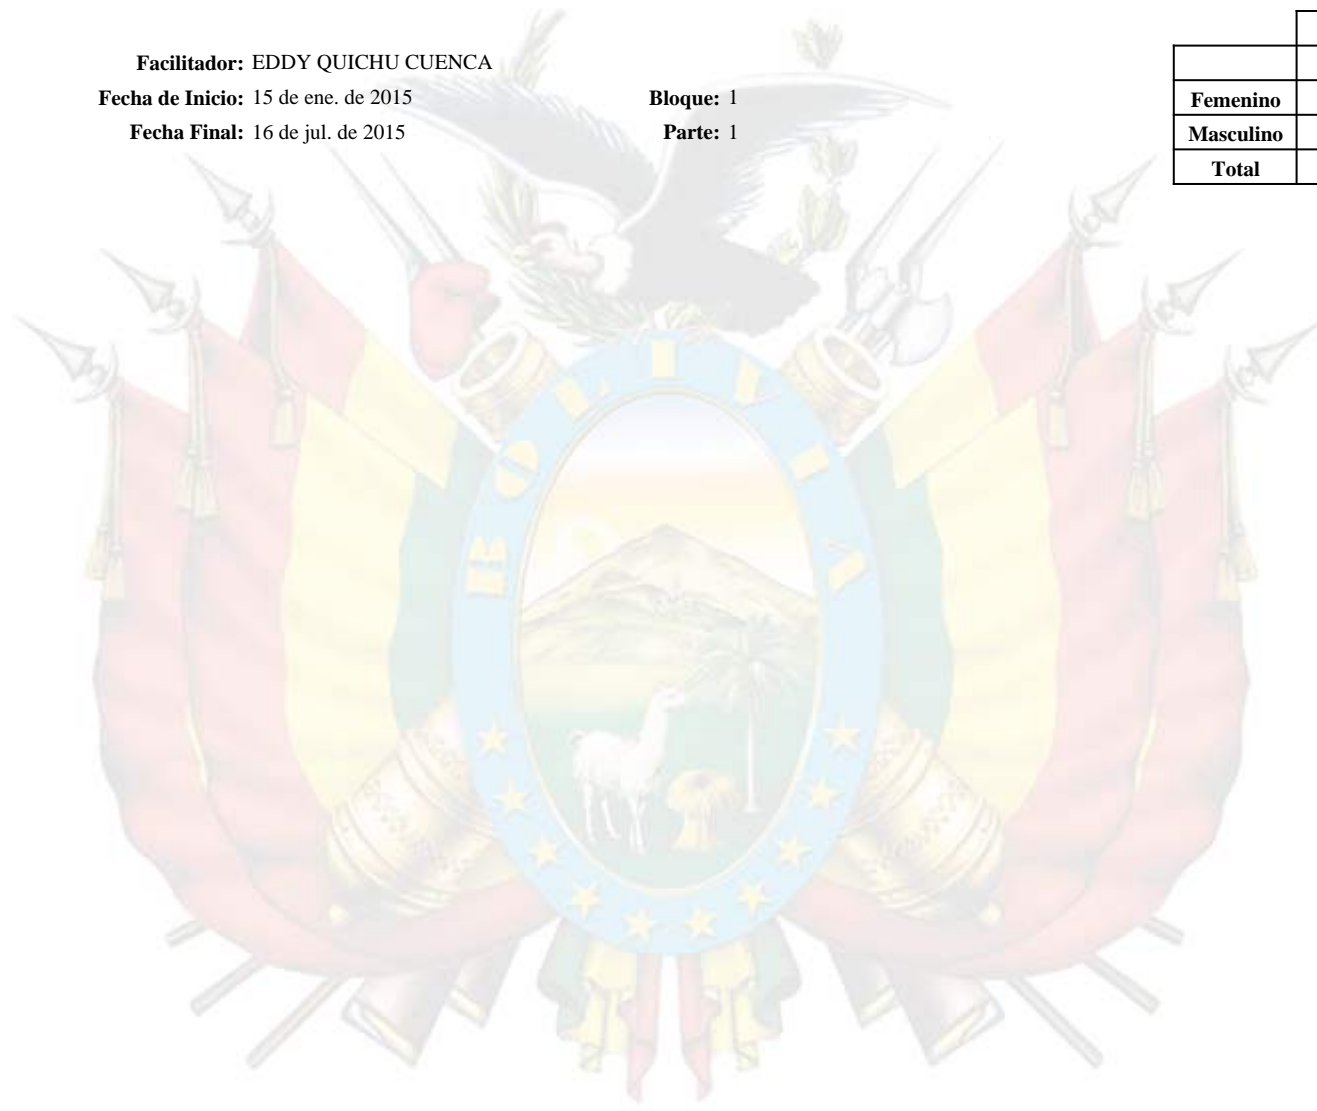 Facilitador: EDDY QUICHU CUENCA
Fecha de Inicio: 15 de ene. de 2015 Bloque: 1
Fecha Final: 16 de jul. de 2015 Parte: 1
Femenino
Masculino
Total
BOLIVIA